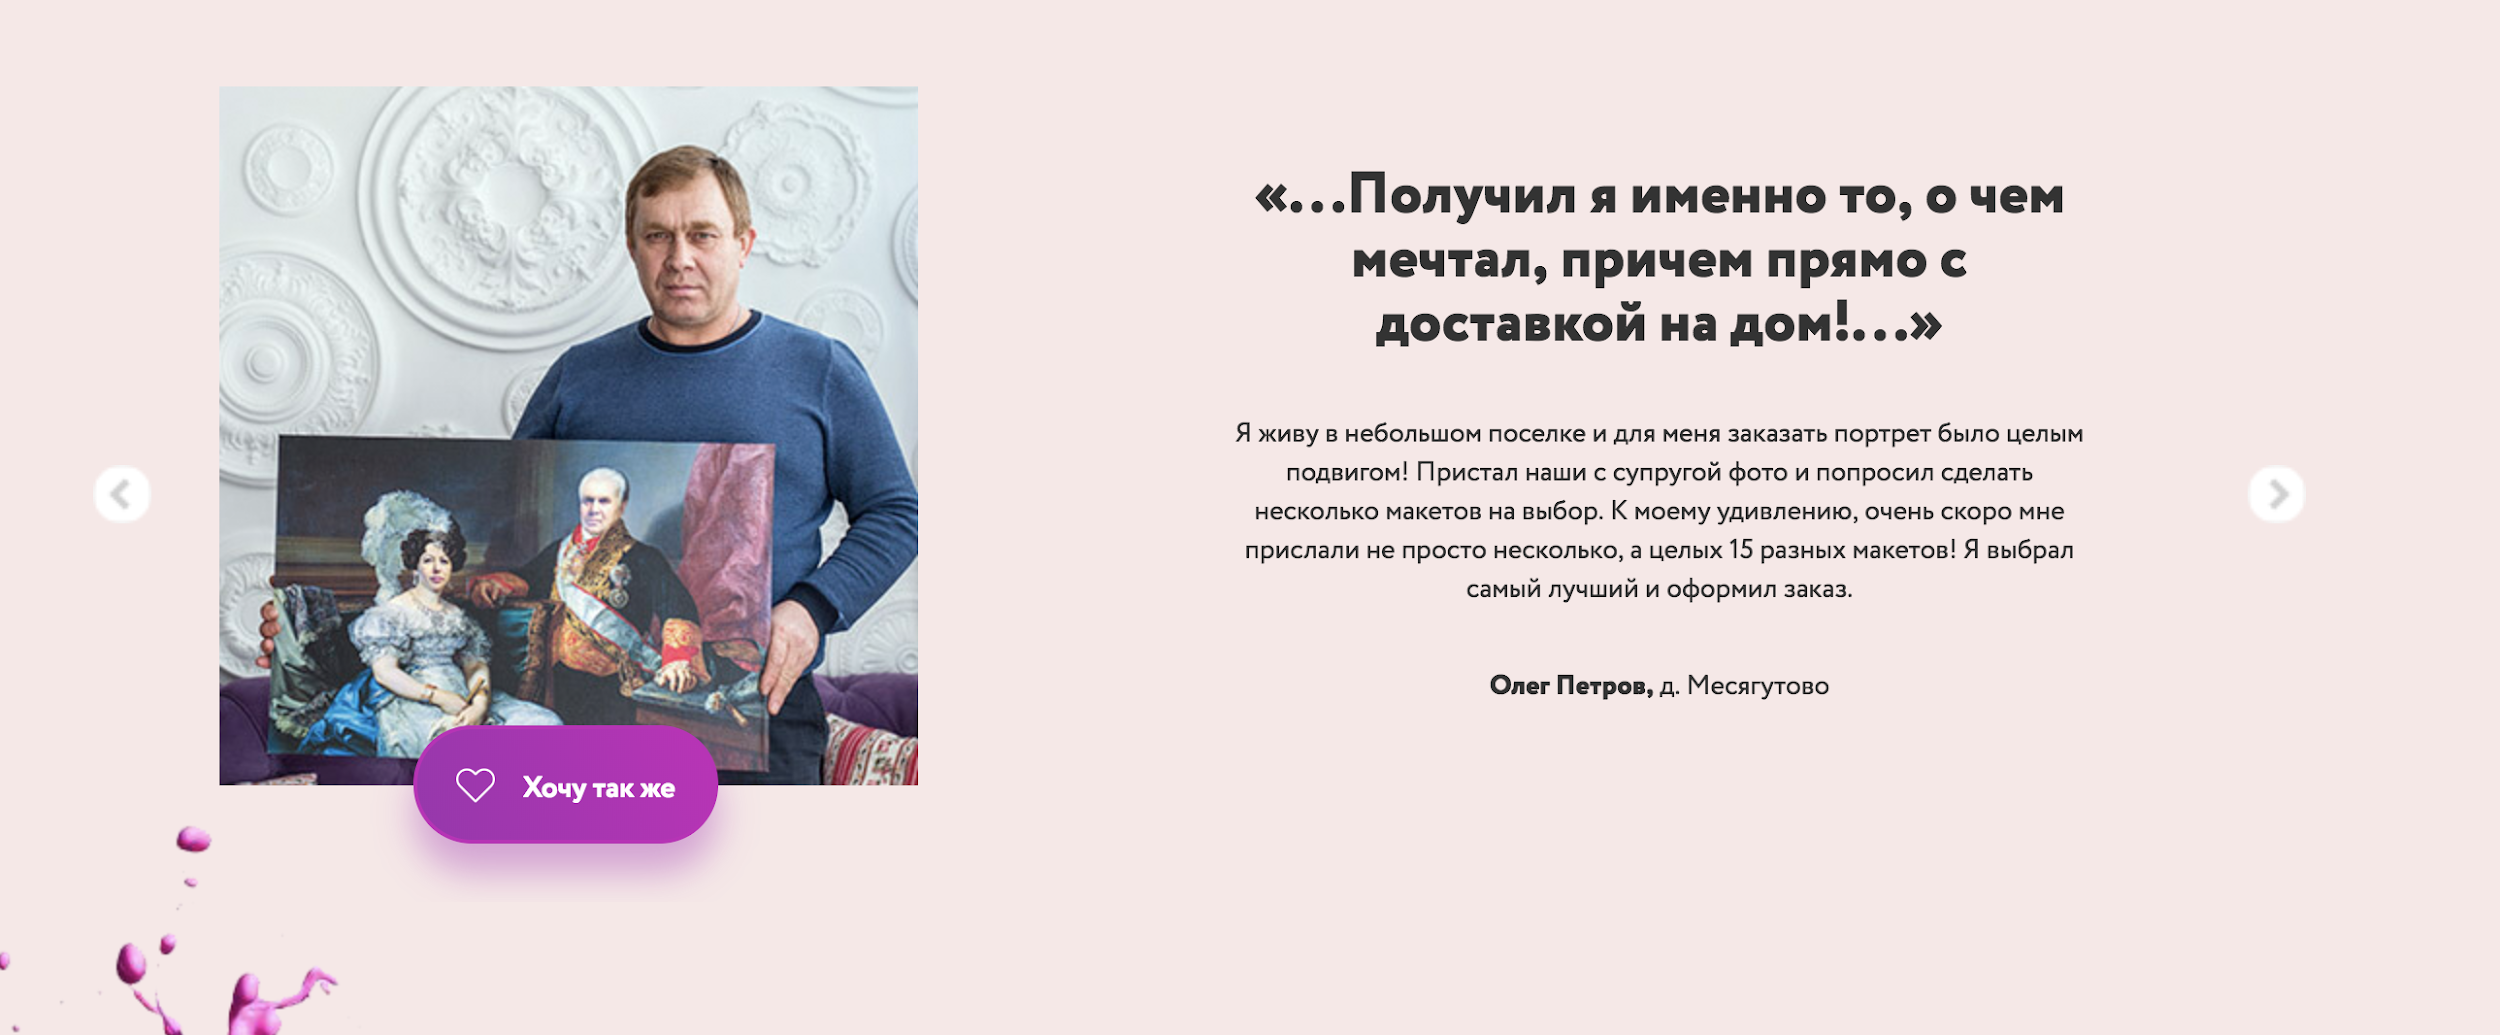 «…Получил я именно то, о чем
мечтал, причем прямо с
доставкой на дом!…»
Я живу в небольшом поселке и для меня заказать портрет было целым
подвигом! Пристал наши с супругой фото и попросил сделать
несколько макетов на выбор. К моему удивлению, очень скоро мне
прислали не просто несколько, а целых 15 разных макетов! Я выбрал
самый лучший и оформил заказ.
Олег Петров, д. Месягутово
Хочу так же